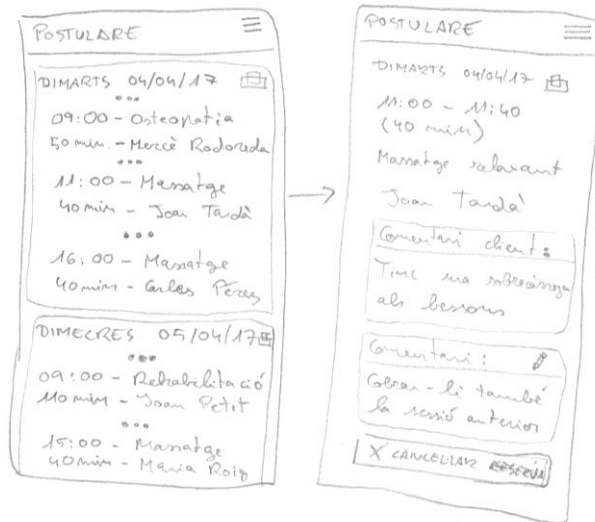 POSTULARE
DIMARTS 04/04/17
09:00 - Osteopatia
50 min. - Mercè Rodoreda
11:00 - Massatge
40 min - Joan Tardà
16:00 - Massatge
40 min - Carlos Pérez
DIMECRES 05/04/17
09:00 - Rehabilitació
110 min - Joan Petit
15:00 - Massatge
40 min - Maria Roig
POSTULARE
DIMARTS 04/04/17
11:00 - 11:40
(40 min)
Massatge relaxant
Joan Tardà
Comentari client:
Tinc una sobrecàrrega
als bessons
Comentari:
Cobrar-li també
la sessió anterior
X CANCEL·LAR RESERVA